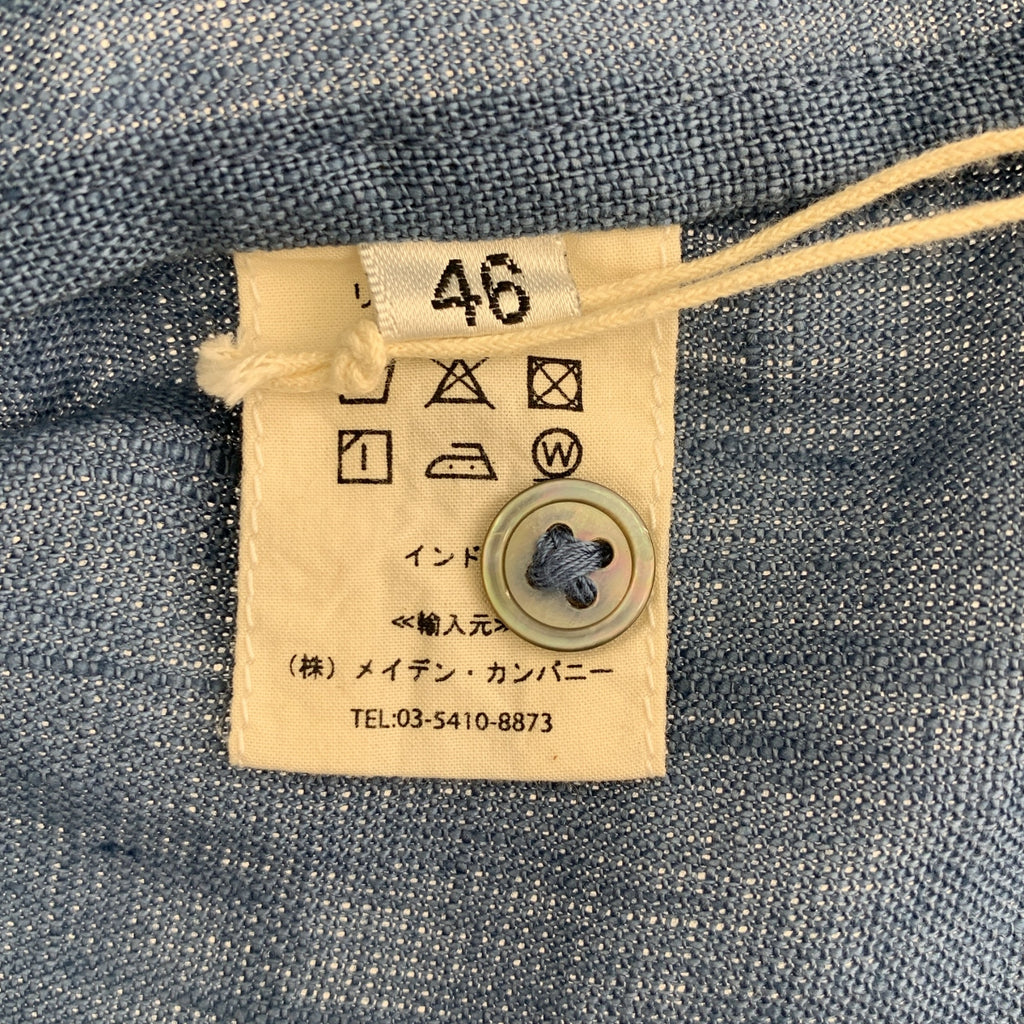 46
リ
W
インド
≪輸入元≫
（株）メイデン・カンパニー
TEL:03-5410-8873